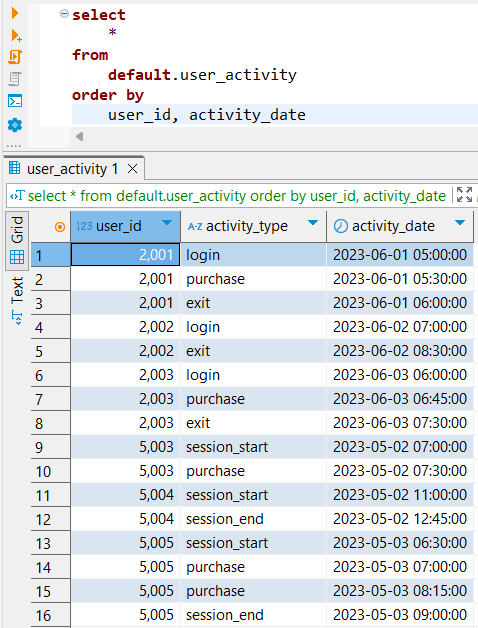 select
*
from
default.user_activity
order by
user_id, activity_date
user_activity 1
select * from default.user_activity order by user_id, activity_date
Grid
Text
123 user_id A-Z activity_type activity_date
1 2,001 login 2023-06-01 05:00:00
2 2,001 purchase 2023-06-01 05:30:00
3 2,001 exit 2023-06-01 06:00:00
4 2,002 login 2023-06-02 07:00:00
5 2,002 exit 2023-06-02 08:30:00
6 2,003 login 2023-06-03 06:00:00
7 2,003 purchase 2023-06-03 06:45:00
8 2,003 exit 2023-06-03 07:30:00
9 5,003 session_start 2023-05-02 07:00:00
10 5,003 purchase 2023-05-02 07:30:00
11 5,004 session_start 2023-05-02 11:00:00
12 5,004 session_end 2023-05-02 12:45:00
13 5,005 session_start 2023-05-03 06:30:00
14 5,005 purchase 2023-05-03 07:00:00
15 5,005 purchase 2023-05-03 08:15:00
16 5,005 session_end 2023-05-03 09:00:00